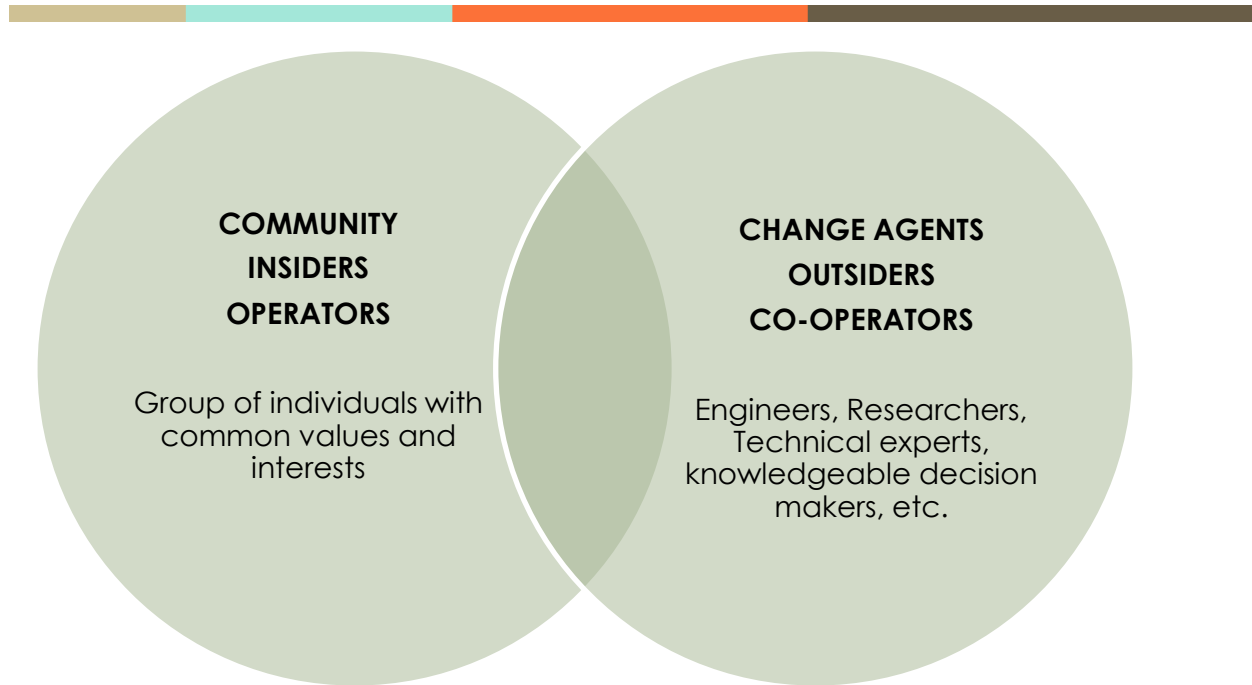 COMMUNITY
INSIDERS
OPERATORS
Group of individuals with
common values and
interests
CHANGE AGENTS
OUTSIDERS
CO-OPERATORS
Engineers, Researchers,
Technical experts,
knowledgeable decision
makers, etc.